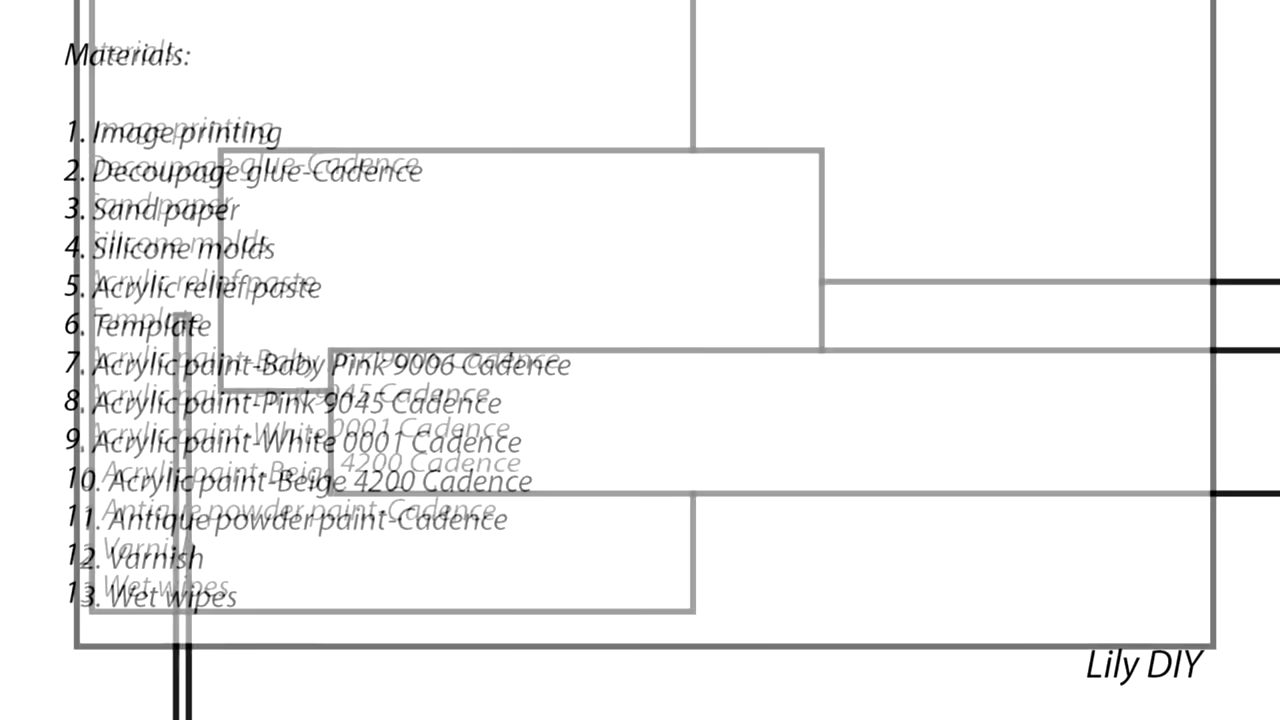 Materials:
1. Image printing
2. Decoupage glue-Cadence
3. Sand paper
4. Silicone molds
5. Acrylic relief paste
6. Template
7. Acrylic paint-Baby Pink 9006 Cadence
8. Acrylic paint-Pink 9045 Cadence
9. Acrylic paint-White 0001 Cadence
10. Acrylic paint-Beige 4200 Cadence
11. Antique powder paint-Cadence
12. Varnish
13. Wet wipes
Lily DIY